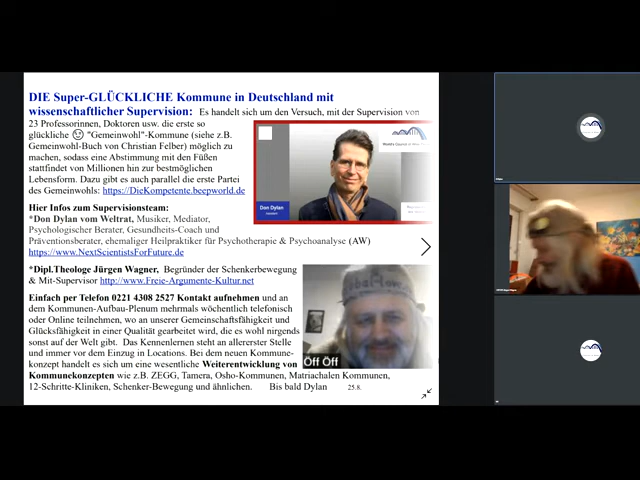 DIE Super-GLÜCKLICHE Kommune in Deutschland mit
wissenschaftlicher Supervision: Es handelt sich um den Versuch, mit der Supervision von
23 Professorinnen, Doktoren usw. die erste so
glückliche 😉 "Gemeinwohl"-Kommune (siehe z.B.
Gemeinwohl-Buch von Christian Felber) möglich zu
machen, sodass eine Abstimmung mit den Füßen
stattfindet von Millionen hin zur bestmöglichen
Lebensform. Dazu gibt es auch parallel die erste Partei
des Gemeinwohls: https://DieKompetente.beepworld.de
Don Dylan
Hier Infos zum Supervisionsteam:
*Don Dylan vom Weltrat, Musiker, Mediator,
Psychologischer Berater, Gesundheits-Coach und
Präventionsberater, ehemaliger Heilpraktiker für Psychotherapie & Psychoanalyse (AW)
https://www.NextScientistsForFuture.de
*Dipl.Theologe Jürgen Wagner, Begründer der Schenkerbewegung
& Mit-Supervisor http://www.Freie-Argumente-Kultur.net
Einfach per Telefon 0221 4308 2527 Kontakt aufnehmen und an
dem Kommunen-Aufbau-Plenum mehrmals wöchentlich telefonisch
oder Online teilnehmen, wo an unserer Gemeinschaftsfähigkeit und
Glücksfähigkeit in einer Qualität gearbeitet wird, die es wohl nirgends
sonst auf der Welt gibt. Das Kennenlernen steht an allererster Stelle
und immer vor dem Einzug in Locations. Bei dem neuen Kommune-
konzept handelt es sich um eine wesentliche Weiterentwicklung von
Kommunekonzepten wie z.B. ZEGG, Tamera, Osho-Kommunen, Matriachalen Kommunen,
12-Schritte-Kliniken, Schenker-Bewegung und ähnlichen. Bis bald Dylan 25.8.
Öff Öff